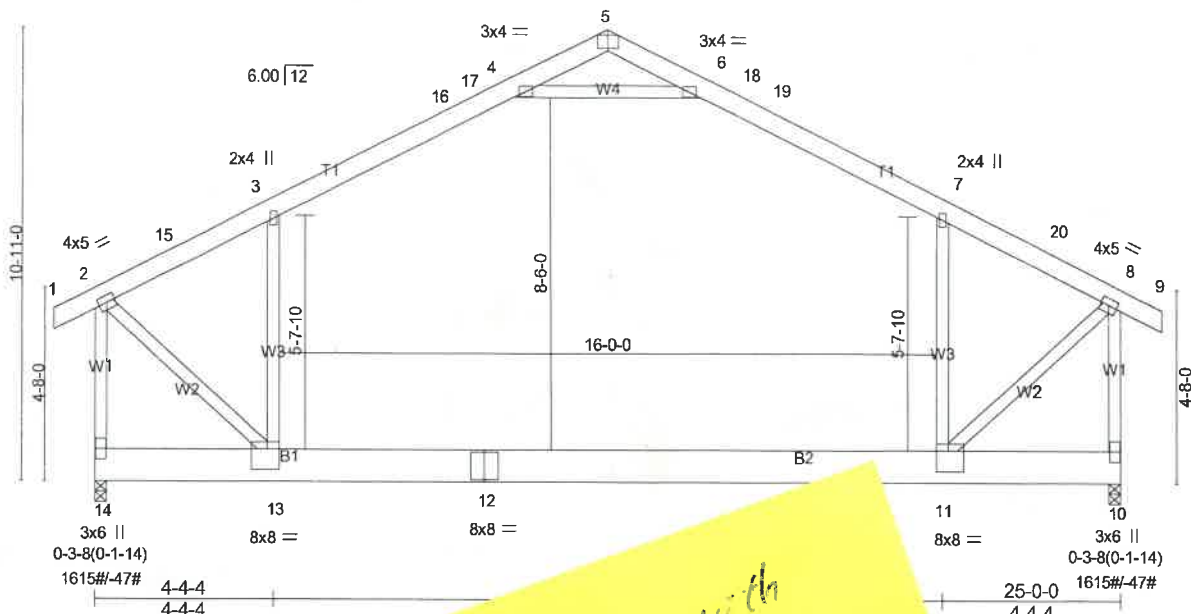 5
3x4 =
3x4 =
4
6
6.00 12
17
18
16
19
W4
2x4 ||
T1
T1
2x4 ||
3
7
10-11-0
15
20
4x5 =
4x5 =
2
8
1
9
8-6-0
5-7-10
5-7-10
16-0-0
W3
W3
4-8-0
4-8-0
W1
W1
W2
W2
B1
B2
14
13
12
11
10
3x6 ||
8x8 =
8x8 =
8x8 =
3x6 ||
0-3-8(0-1-14)
0-3-8(0-1-14)
1615#/-47#
1615#/-47#
4-4-4
25-0-0
4-4-4
4-4-4